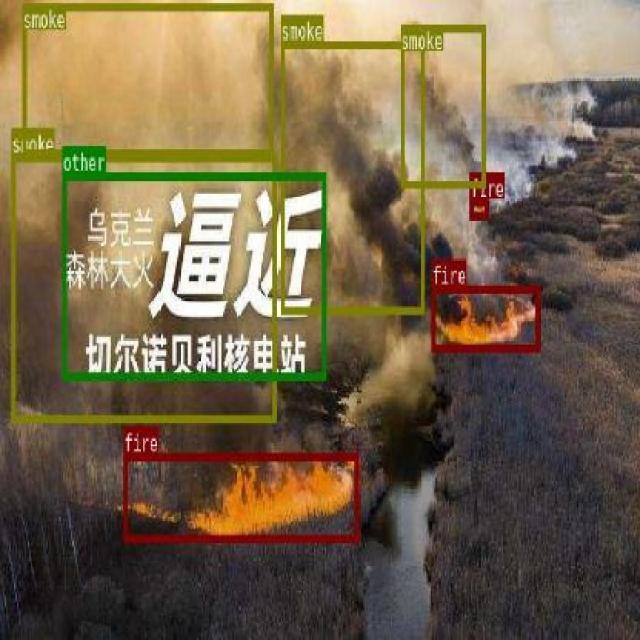 smoke
smoke
smoke
smoke
other
fire
乌克兰
森林大火
逼近
切尔诺贝利核电站
fire
fire